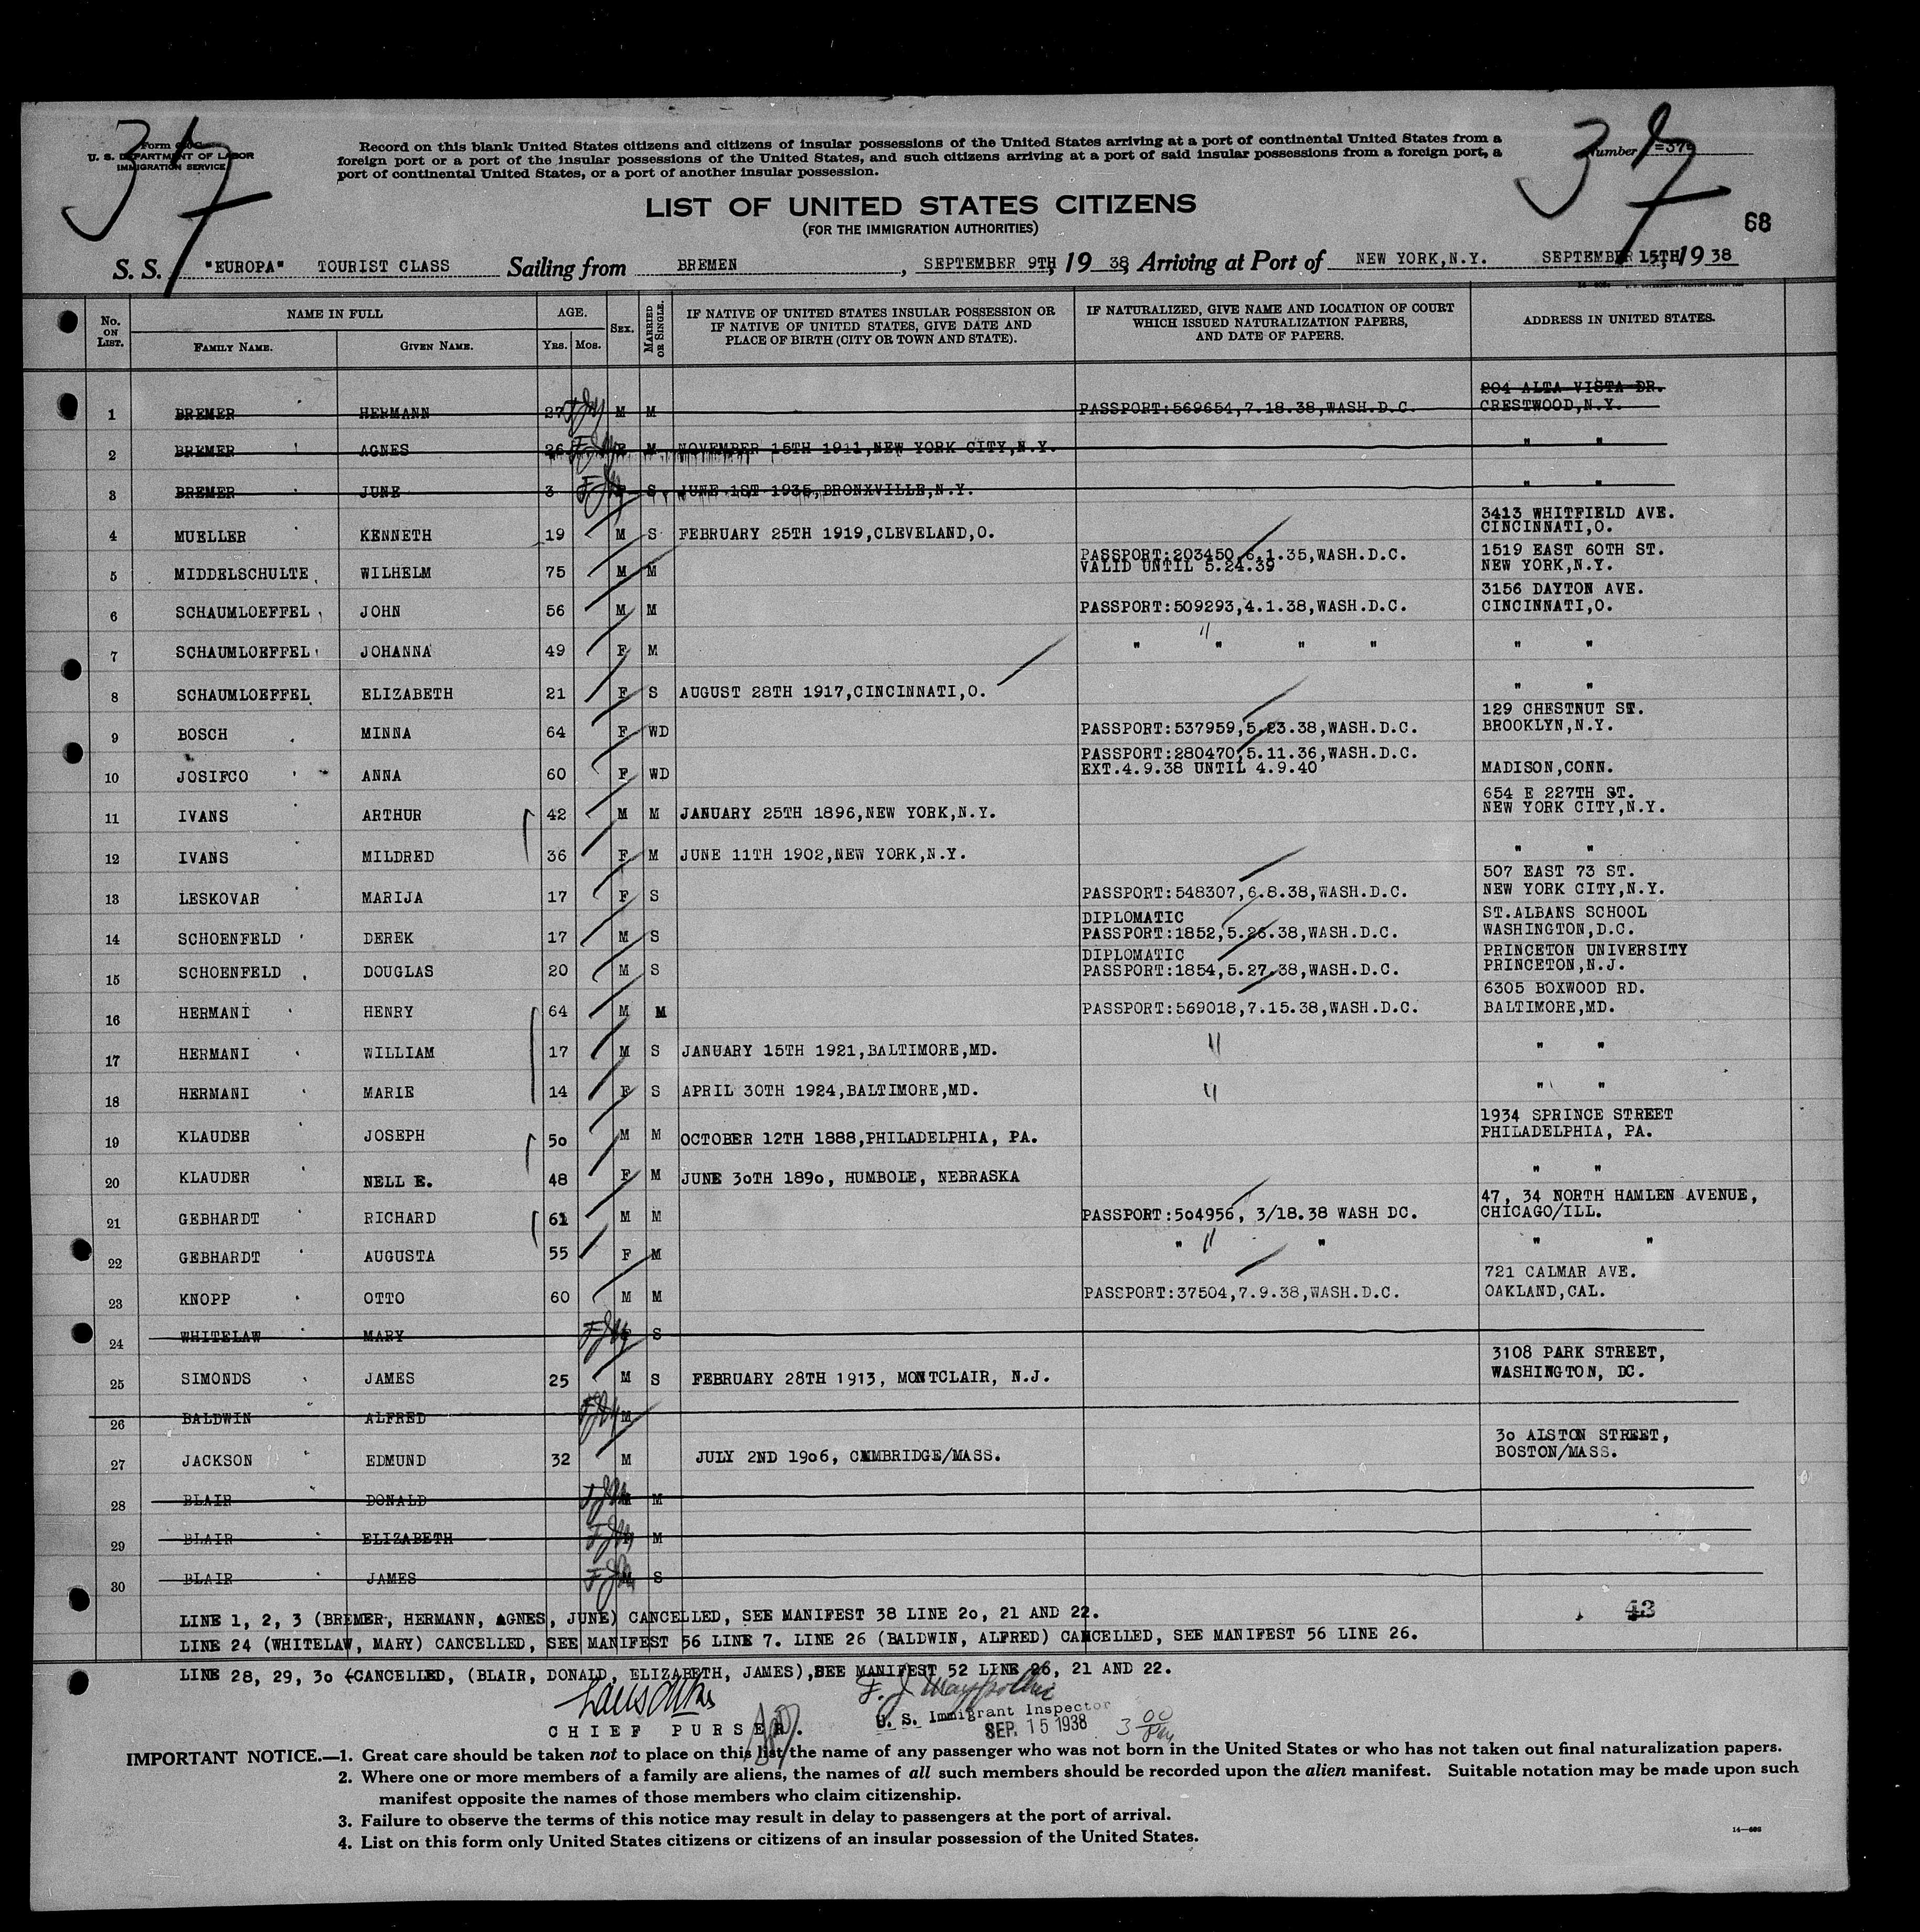 37
37
Form 630C
U. S. DEPARTMENT OF LABOR
IMMIGRATION SERVICE
Record on this blank United States citizens and citizens of insular possessions of the United States arriving at a port of continental United States from a
foreign port or a port of the insular possessions of the United States, and such citizens arriving at a port of said insular possessions from a foreign port, a
port of continental United States, or a port of another insular possession.
Number =37=
LIST OF UNITED STATES CITIZENS
(FOR THE IMMIGRATION AUTHORITIES)
68
S. S. "EUROPA" TOURIST CLASS Sailing from BREMEN, SEPTEMBER 9TH, 19 38, Arriving at Port of NEW YORK,N.Y. SEPTEMBER 15TH, 19 38
No. ON LIST. NAME IN FULL FAMILY NAME. GIVEN NAME. AGE. YRS. MOS. SEX. MARRIED OR SINGLE. IF NATIVE OF UNITED STATES INSULAR POSSESSION OR IF NATIVE OF UNITED STATES, GIVE DATE AND PLACE OF BIRTH (CITY OR TOWN AND STATE). IF NATURALIZED, GIVE NAME AND LOCATION OF COURT WHICH ISSUED NATURALIZATION PAPERS, AND DATE OF PAPERS. ADDRESS IN UNITED STATES.
1 BREMER HERMANN 27 M M PASSPORT:569654,7.18.38,WASH.D.C. 204 ALTA VISTA DR. CRESTWOOD,N.Y.
2 BREMER AGNES 26 F M NOVEMBER 15TH 1911,NEW YORK CITY,N.Y. " "
3 BREMER JUNE 3 F S JUNE 1ST 1935,BRONXVILLE,N.Y. " "
4 MUELLER KENNETH 19 M S FEBRUARY 25TH 1919,CLEVELAND,O. 3413 WHITFIELD AVE. CINCINNATI,O.
5 MIDDELSCHULTE WILHELM 75 M M PASSPORT:203450,6.1.35,WASH.D.C. VALID UNTIL 5.24.39 1519 EAST 60TH ST. NEW YORK,N.Y.
6 SCHAUMLOEFFEL JOHN 56 M M PASSPORT:509293,4.1.38,WASH.D.C. 3156 DAYTON AVE. CINCINNATI,O.
7 SCHAUMLOEFFEL JOHANNA 49 F M " " " " " "
8 SCHAUMLOEFFEL ELIZABETH 21 F S AUGUST 28TH 1917,CINCINNATI,O. " "
9 BOSCH MINNA 64 F WD PASSPORT:537959,5.23.38,WASH.D.C. 129 CHESTNUT ST. BROOKLYN,N.Y.
10 JOSIFCO ANNA 60 F WD PASSPORT:280470,5.11.36,WASH.D.C. EXT.4.9.38 UNTIL 4.9.40 MADISON,CONN.
11 IVANS ARTHUR 42 M M JANUARY 25TH 1896,NEW YORK,N.Y. 654 E 227TH ST. NEW YORK CITY,N.Y.
12 IVANS MILDRED 36 F M JUNE 11TH 1902,NEW YORK,N.Y. " "
13 LESKOVAR MARIJA 17 F S PASSPORT:548307,6.8.38,WASH.D.C. 507 EAST 73 ST. NEW YORK CITY,N.Y.
14 SCHOENFELD DEREK 17 M S DIPLOMATIC PASSPORT:1852,5.26.38,WASH.D.C. ST.ALBANS SCHOOL WASHINGTON,D.C.
15 SCHOENFELD DOUGLAS 20 M S DIPLOMATIC PASSPORT:1854,5.27.38,WASH.D.C. PRINCETON UNIVERSITY PRINCETON,N.J.
16 HERMANI HENRY 64 M M PASSPORT:569018,7.15.38,WASH.D.C. 6305 BOXWOOD RD. BALTIMORE,MD.
17 HERMANI WILLIAM 17 M S JANUARY 15TH 1921,BALTIMORE,MD. " " "
18 HERMANI MARIE 14 F S APRIL 30TH 1924,BALTIMORE,MD. " " "
19 KLAUDER JOSEPH 50 M M OCTOBER 12TH 1888,PHILADELPHIA, PA. 1934 SPRINCE STREET PHILADELPHIA, PA.
20 KLAUDER NELL E. 48 F M JUNE 30TH 1890, HUMBOLE, NEBRASKA " "
21 GEBHARDT RICHARD 61 M M PASSPORT:504956, 3/18.38 WASH DC. 47, 34 NORTH HAMLEN AVENUE, CHICAGO/ILL.
22 GEBHARDT AUGUSTA 55 F M " " " " "
23 KNOPP OTTO 60 M M PASSPORT:37504,7.9.38,WASH.D.C. 721 CALMAR AVE. OAKLAND,CAL.
24 WHITELAW MARY F S
25 SIMONDS JAMES 25 M S FEBRUARY 28TH 1913, MONTCLAIR, N.J. 3108 PARK STREET, WASHINGTON, DC.
26 BALDWIN ALFRED M
27 JACKSON EDMUND 32 M JULY 2ND 1906, CAMBRIDGE/MASS. 30 ALSTON STREET, BOSTON/MASS.
28 BLAIR DONALD M M
29 BLAIR ELIZABETH F M
30 BLAIR JAMES M S
LINE 1, 2, 3 (BREMER, HERMANN, AGNES, JUNE) CANCELLED, SEE MANIFEST 38 LINE 20, 21 AND 22.
43
LINE 24 (WHITELAW, MARY) CANCELLED, SEE MANIFEST 56 LINE 7. LINE 26 (BALDWIN, ALFRED) CANCELLED, SEE MANIFEST 56 LINE 26.
LINE 28, 29, 30 CANCELLED, (BLAIR, DONALD, ELIZABETH, JAMES),SEE MANIFEST 52 LINE 26, 21 AND 22.
CHIEF PURSER.
U. S. Immigrant Inspector
SEP 15 1938 3 00 PM
IMPORTANT NOTICE.—1. Great care should be taken not to place on this list the name of any passenger who was not born in the United States or who has not taken out final naturalization papers.
2. Where one or more members of a family are aliens, the names of all such members should be recorded upon the alien manifest. Suitable notation may be made upon such
manifest opposite the names of those members who claim citizenship.
3. Failure to observe the terms of this notice may result in delay to passengers at the port of arrival.
4. List on this form only United States citizens or citizens of an insular possession of the United States.